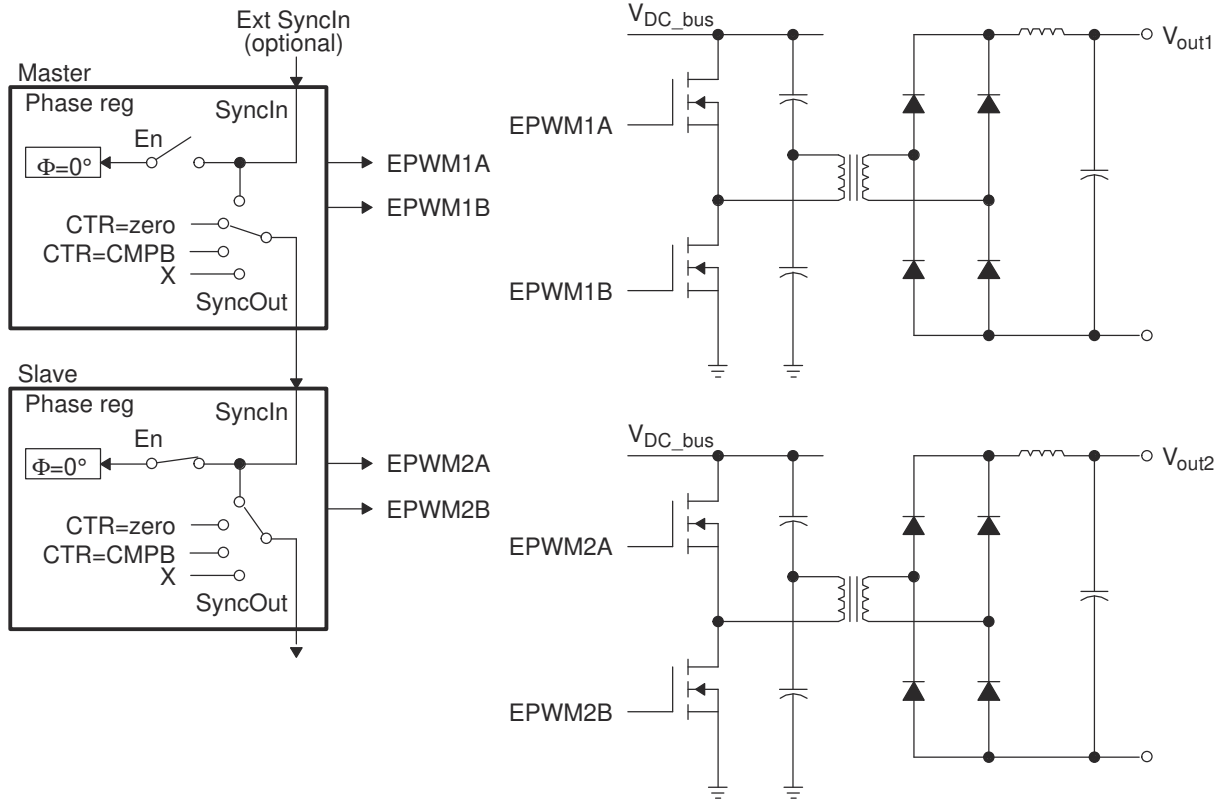 Ext SyncIn
(optional)
Master
Phase reg
SyncIn
En
Φ=0°
EPWM1A
EPWM1B
CTR=zero
CTR=CMPB
X
SyncOut
Slave
Phase reg
SyncIn
En
Φ=0°
EPWM2A
EPWM2B
CTR=zero
CTR=CMPB
X
SyncOut
VDC_bus
Vout1
EPWM1A
EPWM1B
VDC_bus
Vout2
EPWM2A
EPWM2B